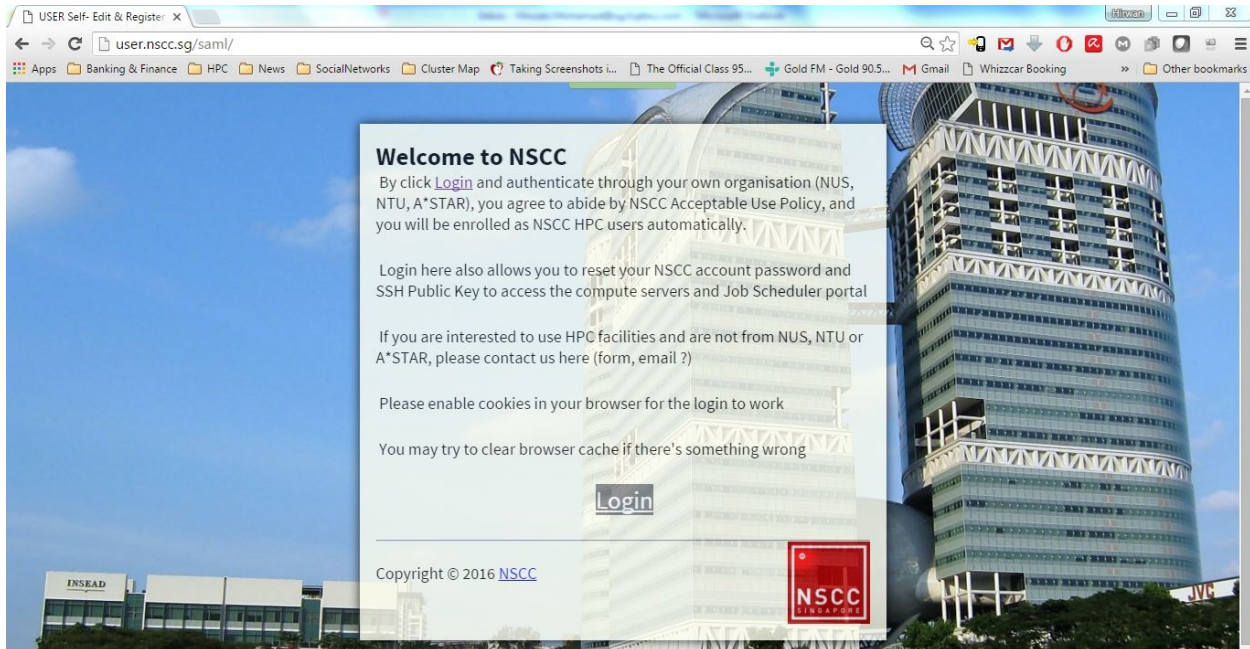 USER Self- Edit & Register
Hirwan
user.nscc.sg/saml/
Apps Banking & Finance HPC News SocialNetworks Cluster Map Taking Screenshots i... The Official Class 95... Gold FM - Gold 90.5... Gmail Whizzcar Booking » Other bookmarks
Welcome to NSCC
By click Login and authenticate through your own organisation (NUS,
NTU, A*STAR), you agree to abide by NSCC Acceptable Use Policy, and
you will be enrolled as NSCC HPC users automatically.
Login here also allows you to reset your NSCC account password and
SSH Public Key to access the compute servers and Job Scheduler portal
If you are interested to use HPC facilities and are not from NUS, NTU or
A*STAR, please contact us here (form, email ?)
Please enable cookies in your browser for the login to work
You may try to clear browser cache if there's something wrong
Login
Copyright © 2016 NSCC
NSCC
SINGAPORE
INSEAD
JVC